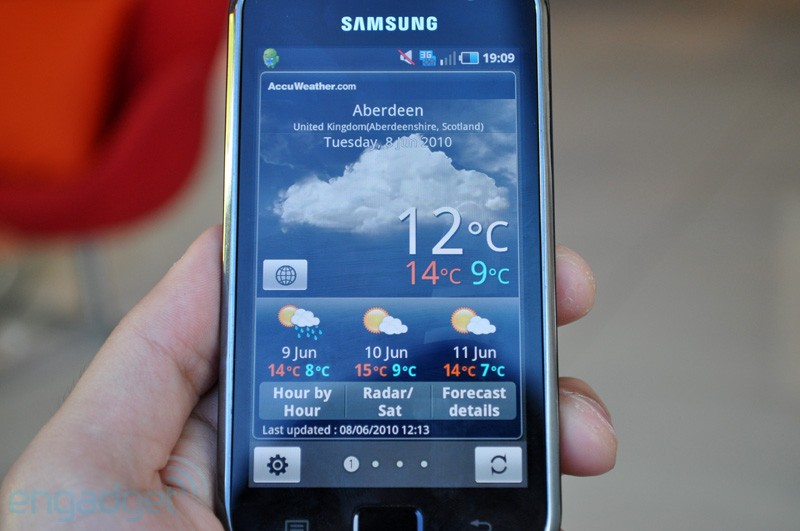 SAMSUNG
3G 19:09
AccuWeather.com
Aberdeen
United Kingdom(Aberdeenshire, Scotland)
Tuesday, 8 Jun 2010
12°C
14°C 9°C
9 Jun 10 Jun 11 Jun
14°C 8°C 15°C 9°C 14°C 7°C
Hour by Radar/ Forecast
Hour Sat details
Last updated : 08/06/2010 12:13
1
engadget